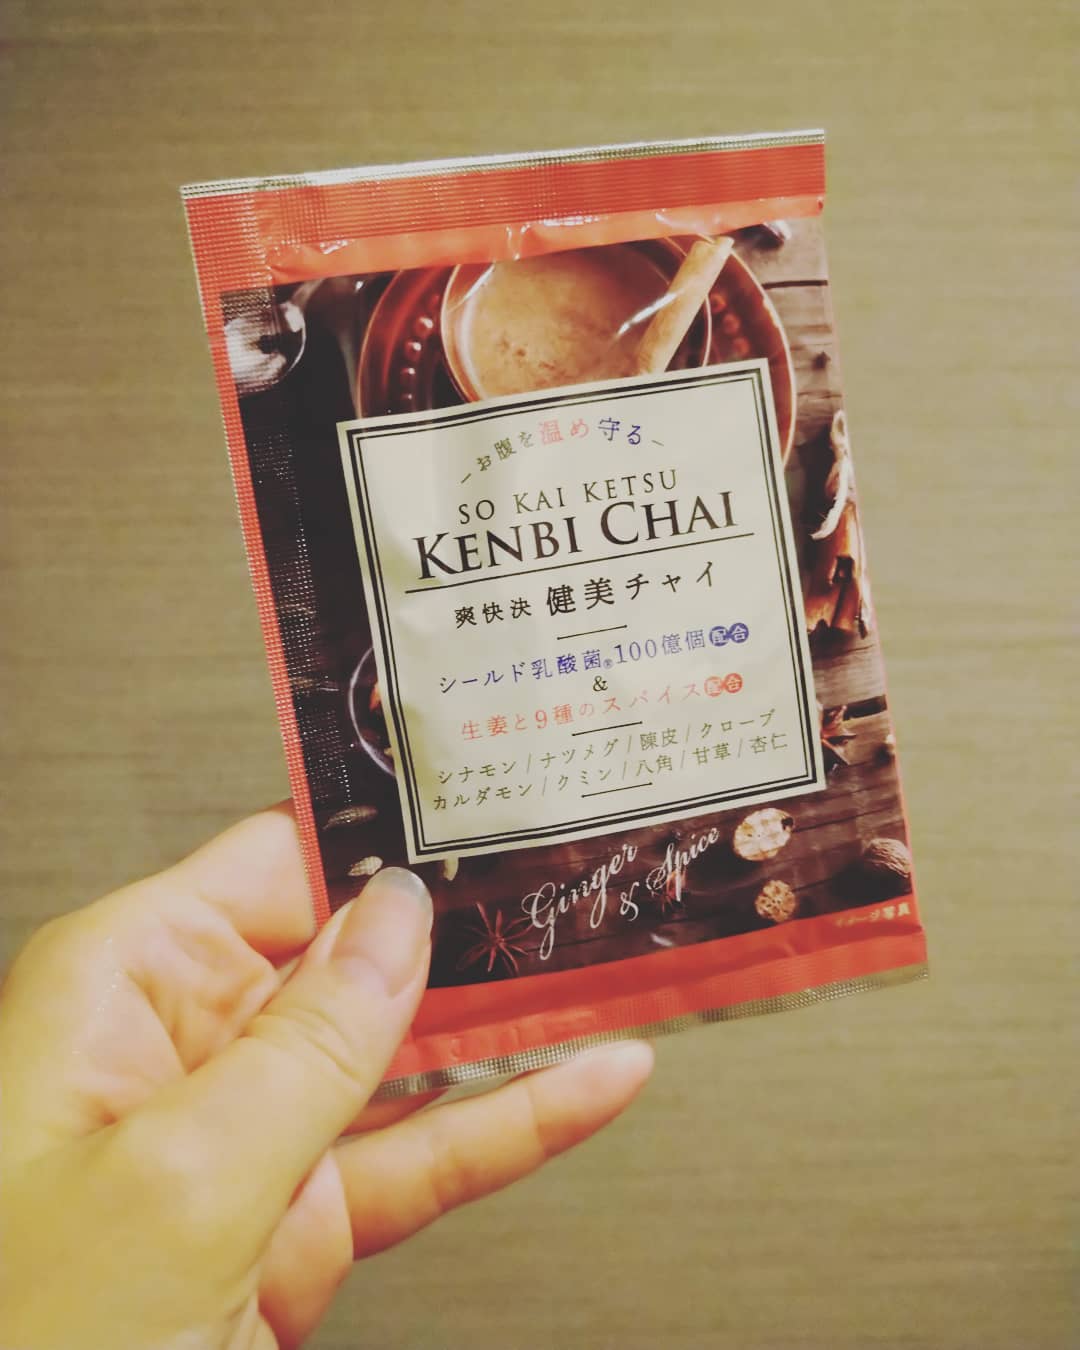 お腹を温め守る
SO KAI KETSU
KENBI CHAI
爽快決 健美チャイ
シールド乳酸菌®100億個配合
&
生姜と9種のスパイス配合
シナモン/ナツメグ/陳皮/クローブ
カルダモン/クミン/八角/甘草/杏仁
Ginger
& Spice
イメージ写真